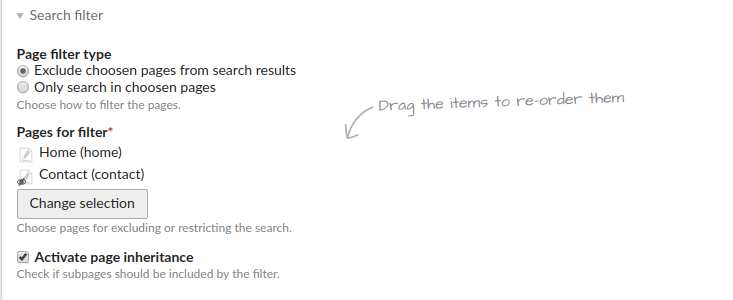 Search filter
Page filter type
Exclude choosen pages from search results
Only search in choosen pages
Choose how to filter the pages.
Drag the items to re-order them
Pages for filter*
Home (home)
Contact (contact)
Change selection
Choose pages for excluding or restricting the search.
Activate page inheritance
Check if subpages should be included by the filter.